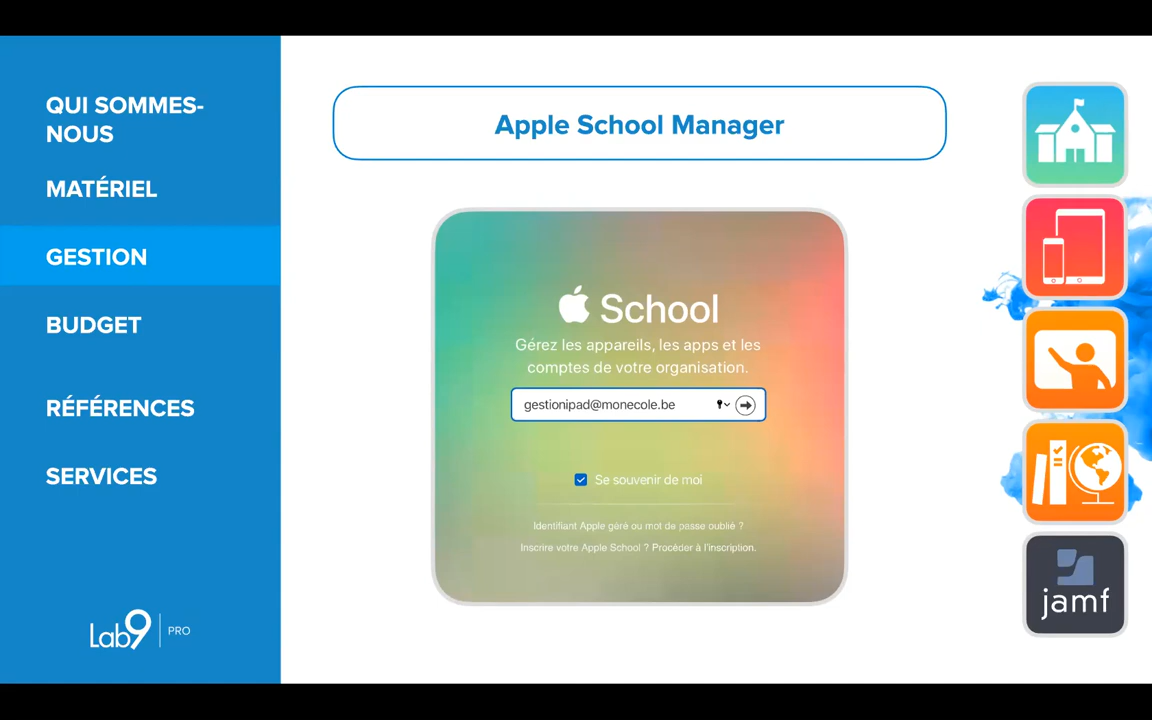 QUI SOMMES-
NOUS
MATÉRIEL
GESTION
BUDGET
RÉFÉRENCES
SERVICES
Lab9 PRO
Apple School Manager
School
Gérez les appareils, les apps et les
comptes de votre organisation.
gestionipad@monecole.be
Se souvenir de moi
Identifiant Apple géré ou mot de passe oublié ?
Inscrire votre Apple School ? Procéder à l'inscription.
jamf